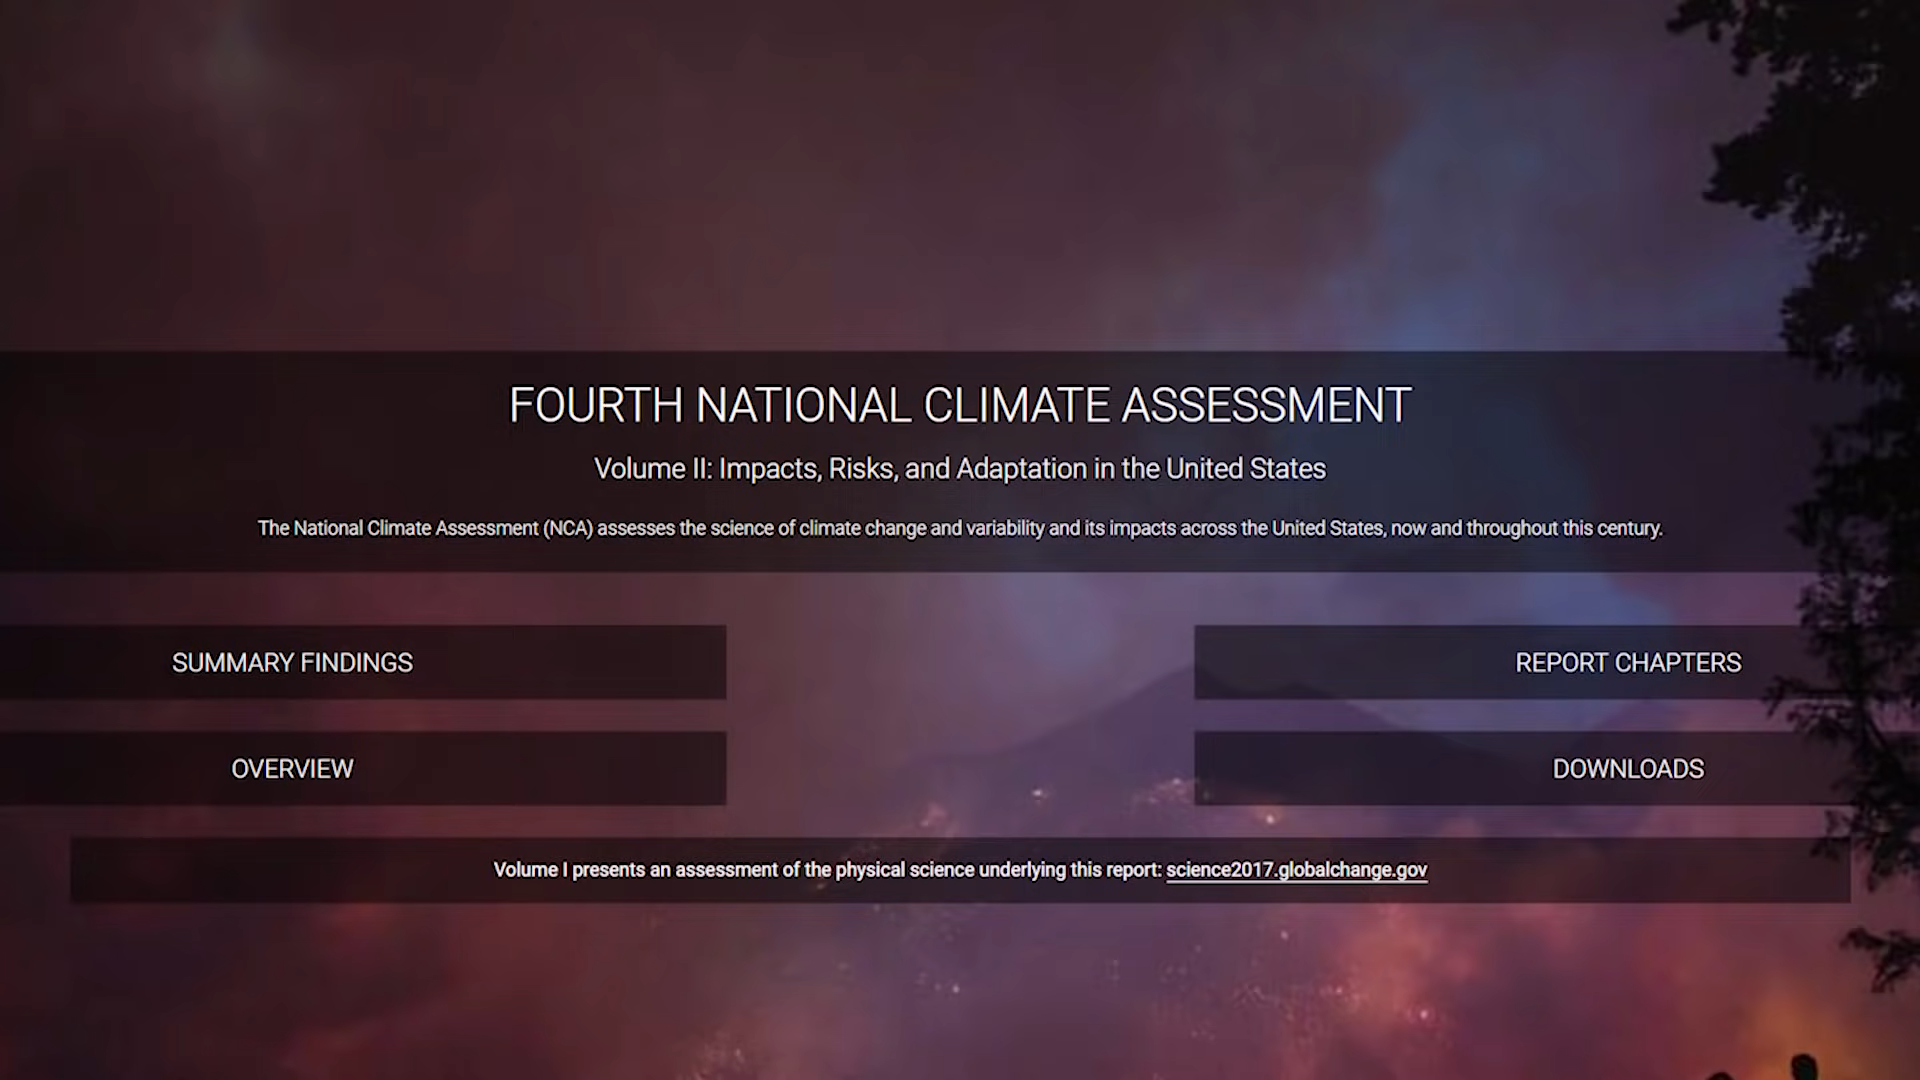 FOURTH NATIONAL CLIMATE ASSESSMENT
Volume II: Impacts, Risks, and Adaptation in the United States
The National Climate Assessment (NCA) assesses the science of climate change and variability and its impacts across the United States, now and throughout this century.
SUMMARY FINDINGS
REPORT CHAPTERS
OVERVIEW
DOWNLOADS
Volume I presents an assessment of the physical science underlying this report: science2017.globalchange.gov